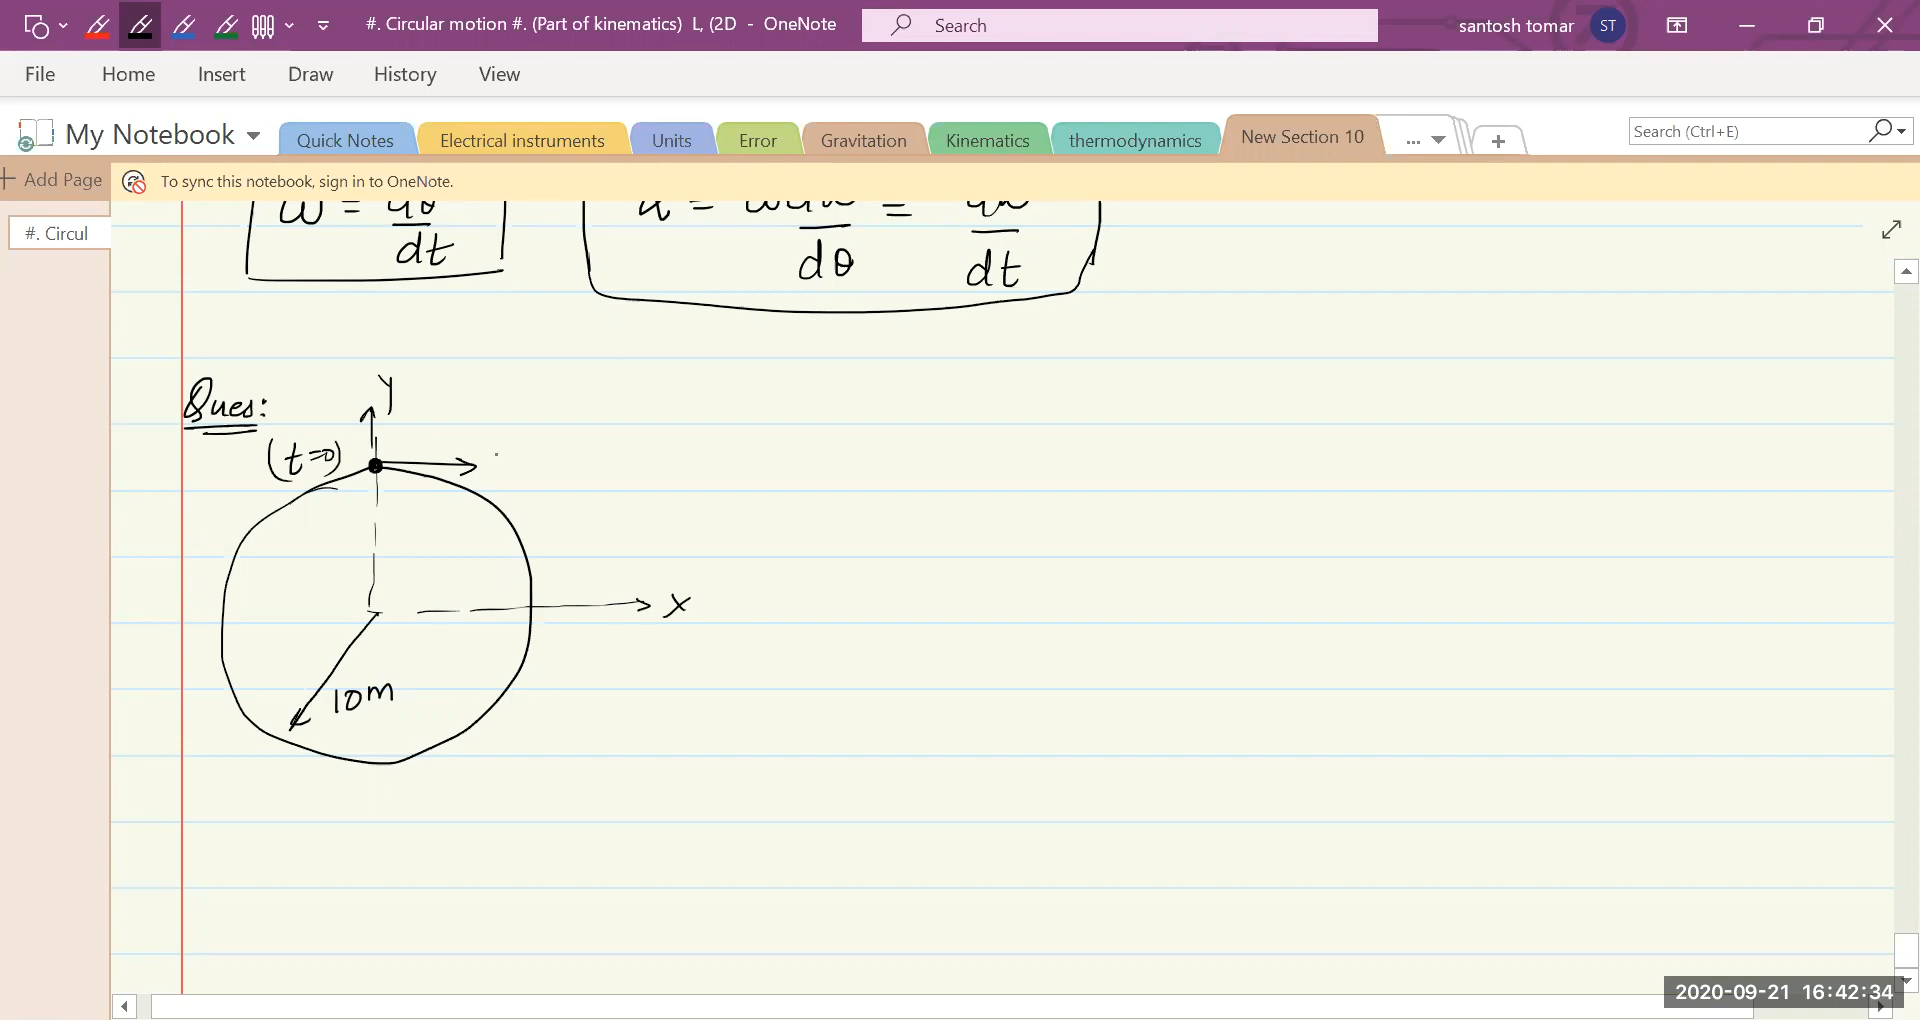 #. Circular motion #. (Part of kinematics) L, (2D - OneNote
Search
santosh tomar ST
File Home Insert Draw History View
My Notebook
Quick Notes Electrical instruments Units Error Gravitation Kinematics thermodynamics New Section 10 ... +
Search (Ctrl+E)
+ Add Page
To sync this notebook, sign in to OneNote.
#. Circul
ω = dθ
dt
dθ
=
dt
Ques:
Y
(t=0)
X
10m
2020-09-21 16:42:34